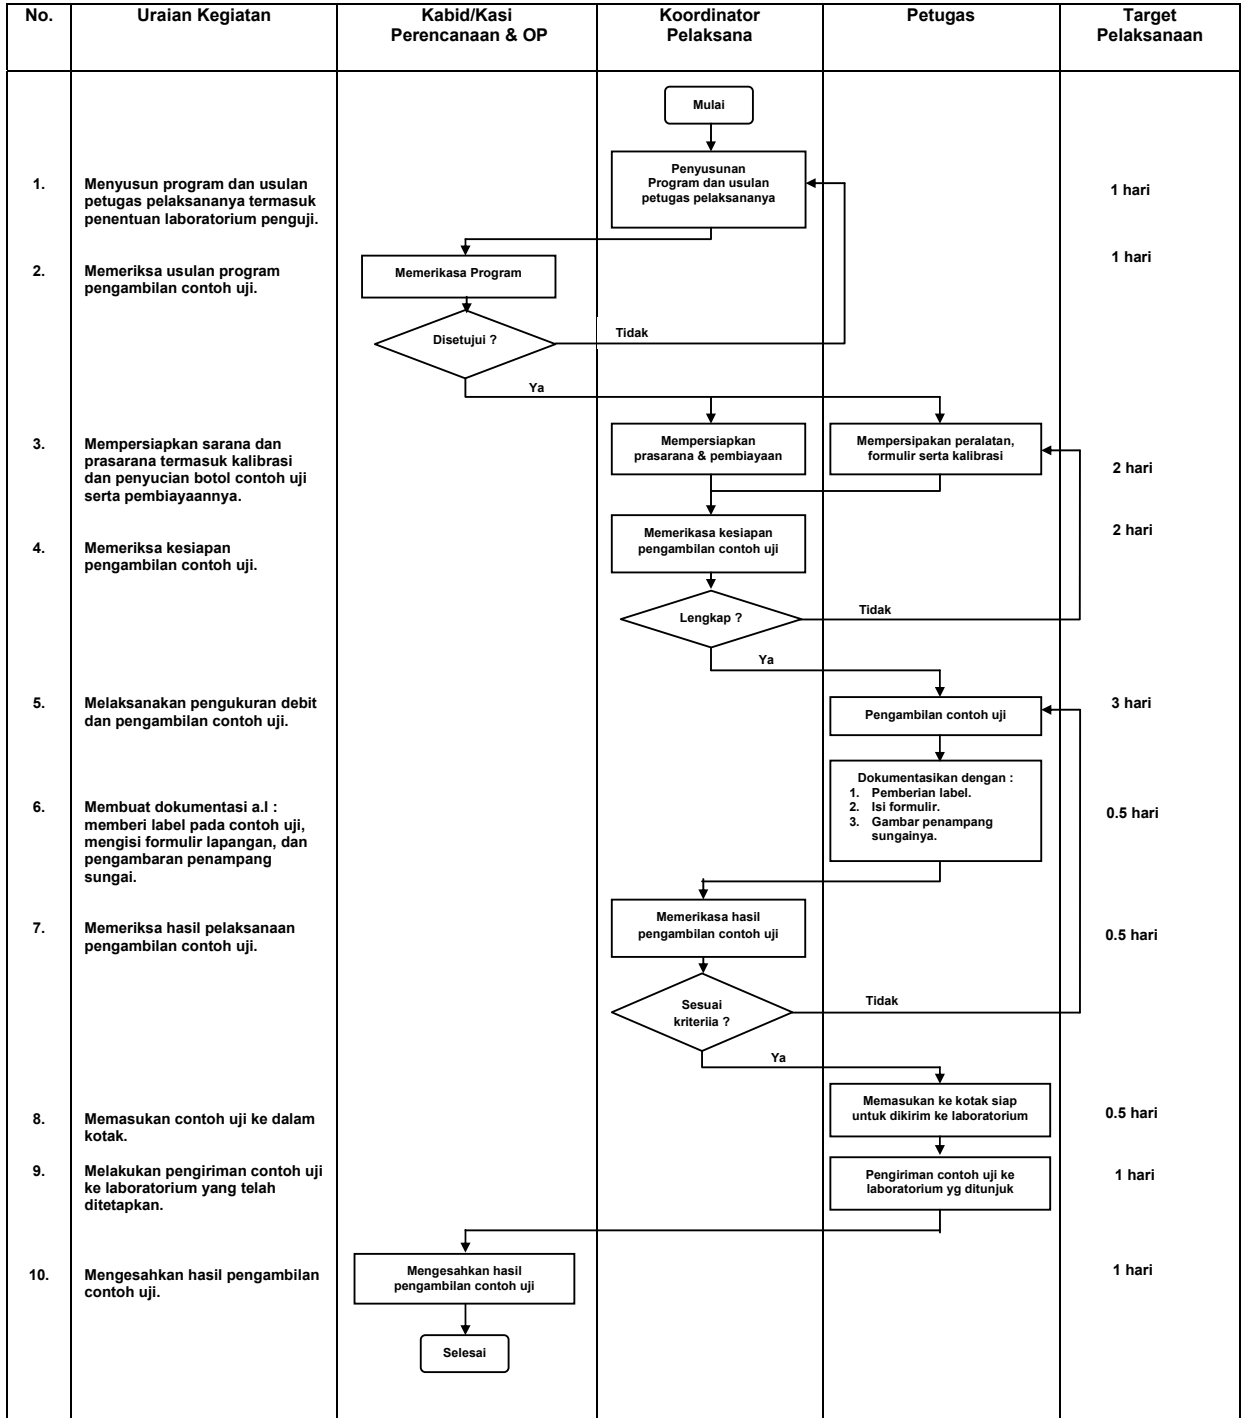 No.
Uraian Kegiatan
Kabid/Kasi
Perencanaan & OP
Koordinator
Pelaksana
Petugas
Target
Pelaksanaan
Mulai
1.
Menyusun program dan usulan
petugas pelaksananya termasuk
penentuan laboratorium penguji.
Penyusunan
Program dan usulan
petugas pelaksananya
1 hari
2.
Memeriksa usulan program
pengambilan contoh uji.
Memerikasa Program
1 hari
Disetujui ?
Tidak
Ya
3.
Mempersiapkan sarana dan
prasarana termasuk kalibrasi
dan penyucian botol contoh uji
serta pembiayaannya.
Mempersiapkan
prasarana & pembiayaan
Mempersipakan peralatan,
formulir serta kalibrasi
2 hari
4.
Memeriksa kesiapan
pengambilan contoh uji.
Memerikasa kesiapan
pengambilan contoh uji
2 hari
Lengkap ?
Tidak
Ya
5.
Melaksanakan pengukuran debit
dan pengambilan contoh uji.
Pengambilan contoh uji
3 hari
6.
Membuat dokumentasi a.l :
memberi label pada contoh uji,
mengisi formulir lapangan, dan
pengambaran penampang
sungai.
Dokumentasikan dengan :
1. Pemberian label.
2. Isi formulir.
3. Gambar penampang
sungainya.
0.5 hari
7.
Memeriksa hasil pelaksanaan
pengambilan contoh uji.
Memerikasa hasil
pengambilan contoh uji
0.5 hari
Sesuai
kriteriia ?
Tidak
Ya
8.
Memasukan contoh uji ke dalam
kotak.
Memasukan ke kotak siap
untuk dikirim ke laboratorium
0.5 hari
9.
Melakukan pengiriman contoh uji
ke laboratorium yang telah
ditetapkan.
Pengiriman contoh uji ke
laboratorium yg ditunjuk
1 hari
10.
Mengesahkan hasil pengambilan
contoh uji.
Mengesahkan hasil
pengambilan contoh uji
1 hari
Selesai